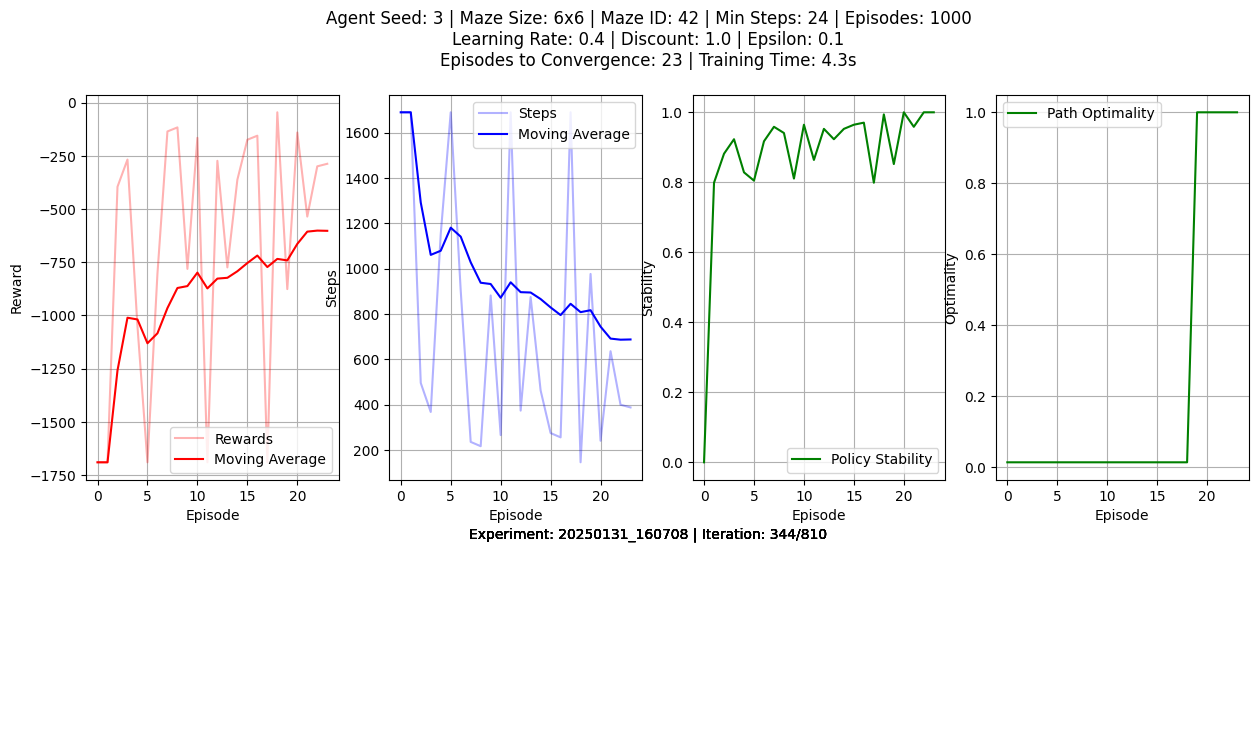 Agent Seed: 3 | Maze Size: 6x6 | Maze ID: 42 | Min Steps: 24 | Episodes: 1000
Learning Rate: 0.4 | Discount: 1.0 | Epsilon: 0.1
Episodes to Convergence: 23 | Training Time: 4.3s
Reward
0
−250
−500
−750
−1000
−1250
−1500
−1750
0
5
10
15
20
Episode
Rewards
Moving Average
Steps
1600
1400
1200
1000
800
600
400
200
0
5
10
15
20
Episode
Steps
Moving Average
Stability
1.0
0.8
0.6
0.4
0.2
0.0
0
5
10
15
20
Episode
Policy Stability
Optimality
1.0
0.8
0.6
0.4
0.2
0.0
0
5
10
15
20
Episode
Path Optimality
Experiment: 20250131_160708 | Iteration: 344/810